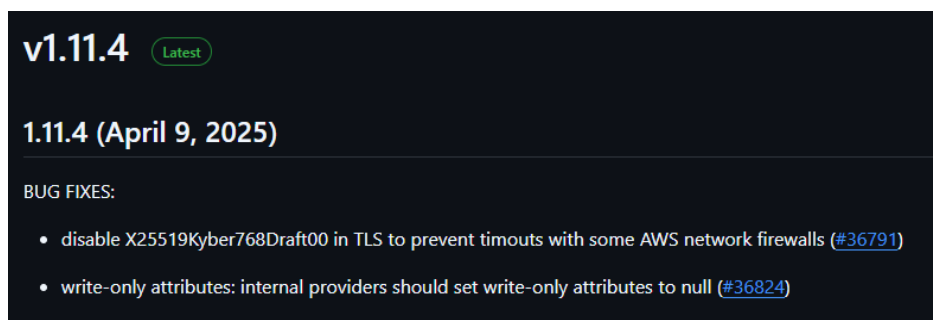 v1.11.4 Latest
1.11.4 (April 9, 2025)
BUG FIXES:
• disable X25519Kyber768Draft00 in TLS to prevent timouts with some AWS network firewalls (#36791)
• write-only attributes: internal providers should set write-only attributes to null (#36824)